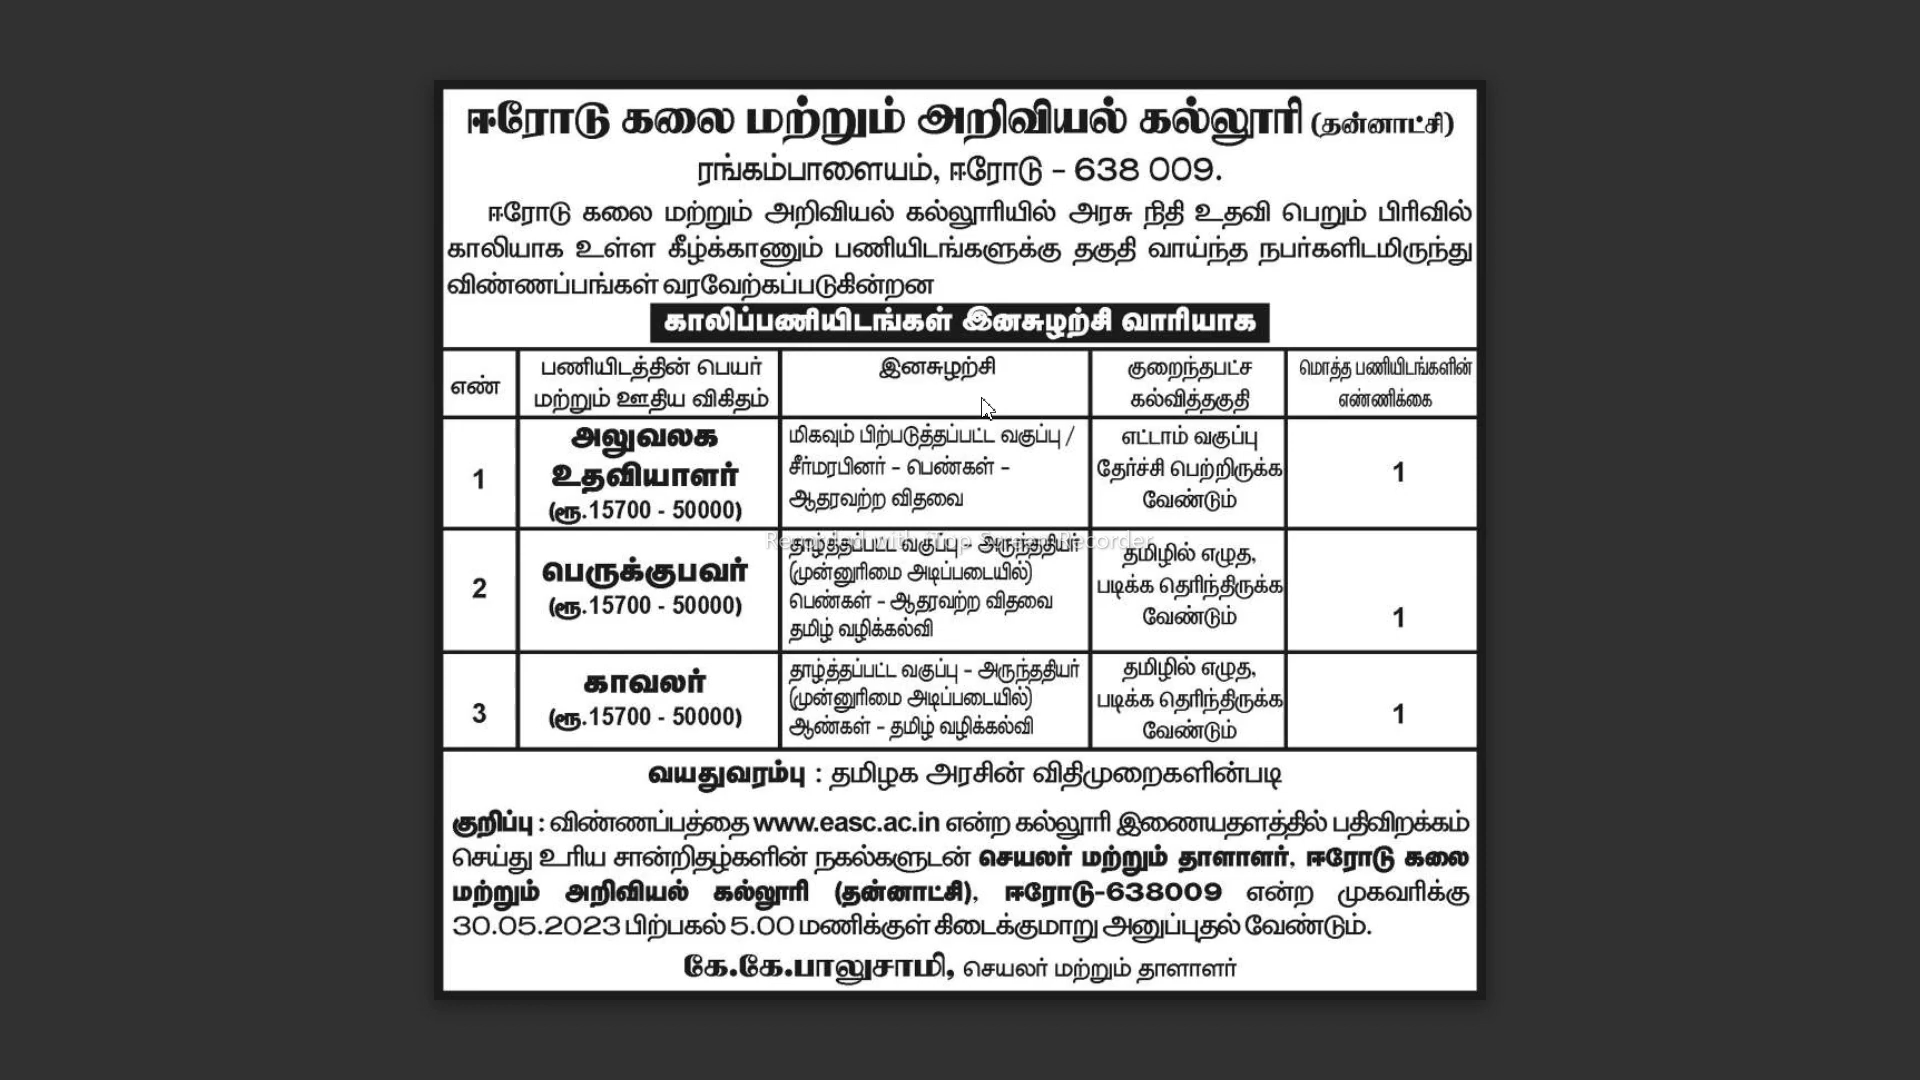 ஈரோடு கலை மற்றும் அறிவியல் கல்லூரி (தன்னாட்சி)
ரங்கம்பாளையம், ஈரோடு - 638 009.
ஈரோடு கலை மற்றும் அறிவியல் கல்லூரியில் அரசு நிதி உதவி பெறும் பிரிவில்
காலியாக உள்ள கீழ்க்காணும் பணியிடங்களுக்கு தகுதி வாய்ந்த நபர்களிடமிருந்து
விண்ணப்பங்கள் வரவேற்கப்படுகின்றன
காலிப்பணியிடங்கள் இனசுழற்சி வாரியாக
எண்
பணியிடத்தின் பெயர்
மற்றும் ஊதிய விகிதம்
இனசுழற்சி
குறைந்தபட்ச
கல்வித்தகுதி
மொத்த பணியிடங்களின்
எண்ணிக்கை
1
அலுவலக
உதவியாளர்
(ரூ.15700 - 50000)
மிகவும் பிற்படுத்தப்பட்ட வகுப்பு /
சீர்மரபினர் - பெண்கள் -
ஆதரவற்ற விதவை
எட்டாம் வகுப்பு
தேர்ச்சி பெற்றிருக்க
வேண்டும்
1
2
பெருக்குபவர்
(ரூ.15700 - 50000)
தாழ்த்தப்பட்ட வகுப்பு - அருந்ததியர்
(முன்னுரிமை அடிப்படையில்)
பெண்கள் - ஆதரவற்ற விதவை
தமிழ் வழிக்கல்வி
தமிழில் எழுத,
படிக்க தெரிந்திருக்க
வேண்டும்
1
Recorded with iTop Screen Recorder
3
காவலர்
(ரூ.15700 - 50000)
தாழ்த்தப்பட்ட வகுப்பு - அருந்ததியர்
(முன்னுரிமை அடிப்படையில்)
ஆண்கள் - தமிழ் வழிக்கல்வி
தமிழில் எழுத,
படிக்க தெரிந்திருக்க
வேண்டும்
1
வயதுவரம்பு : தமிழக அரசின் விதிமுறைகளின்படி
குறிப்பு : விண்ணப்பத்தை www.easc.ac.in என்ற கல்லூரி இணையதளத்தில் பதிவிறக்கம்
செய்து உரிய சான்றிதழ்களின் நகல்களுடன் செயலர் மற்றும் தாளாளர், ஈரோடு கலை
மற்றும் அறிவியல் கல்லூரி (தன்னாட்சி), ஈரோடு-638009 என்ற முகவரிக்கு
30.05.2023 பிற்பகல் 5.00 மணிக்குள் கிடைக்குமாறு அனுப்புதல் வேண்டும்.
கே.கே.பாலுசாமி, செயலர் மற்றும் தாளாளர்